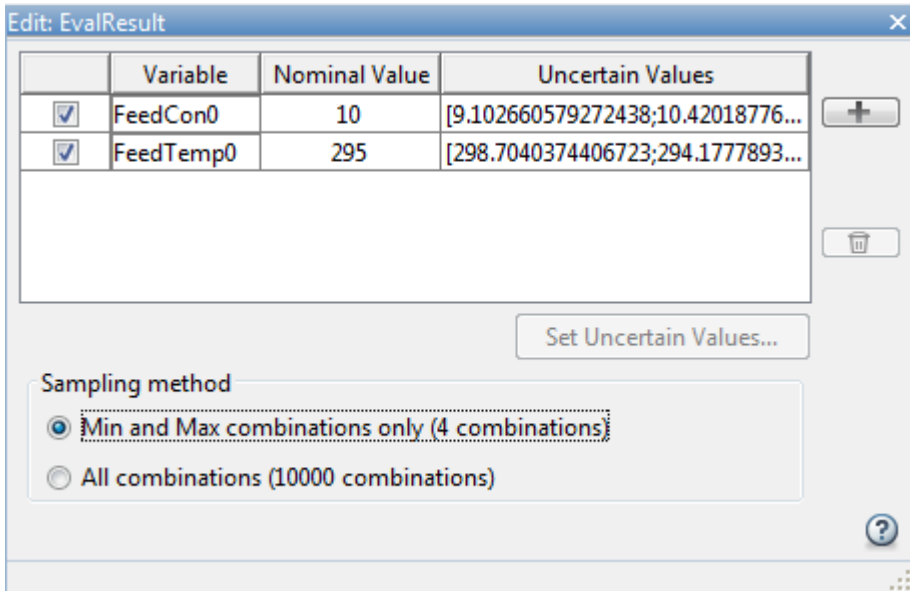 Edit: EvalResult
Variable Nominal Value Uncertain Values
FeedCon0 10 [9.102660579272438;10.42018776...
FeedTemp0 295 [298.7040374406723;294.1777893...
Set Uncertain Values...
Sampling method
Min and Max combinations only (4 combinations)
All combinations (10000 combinations)